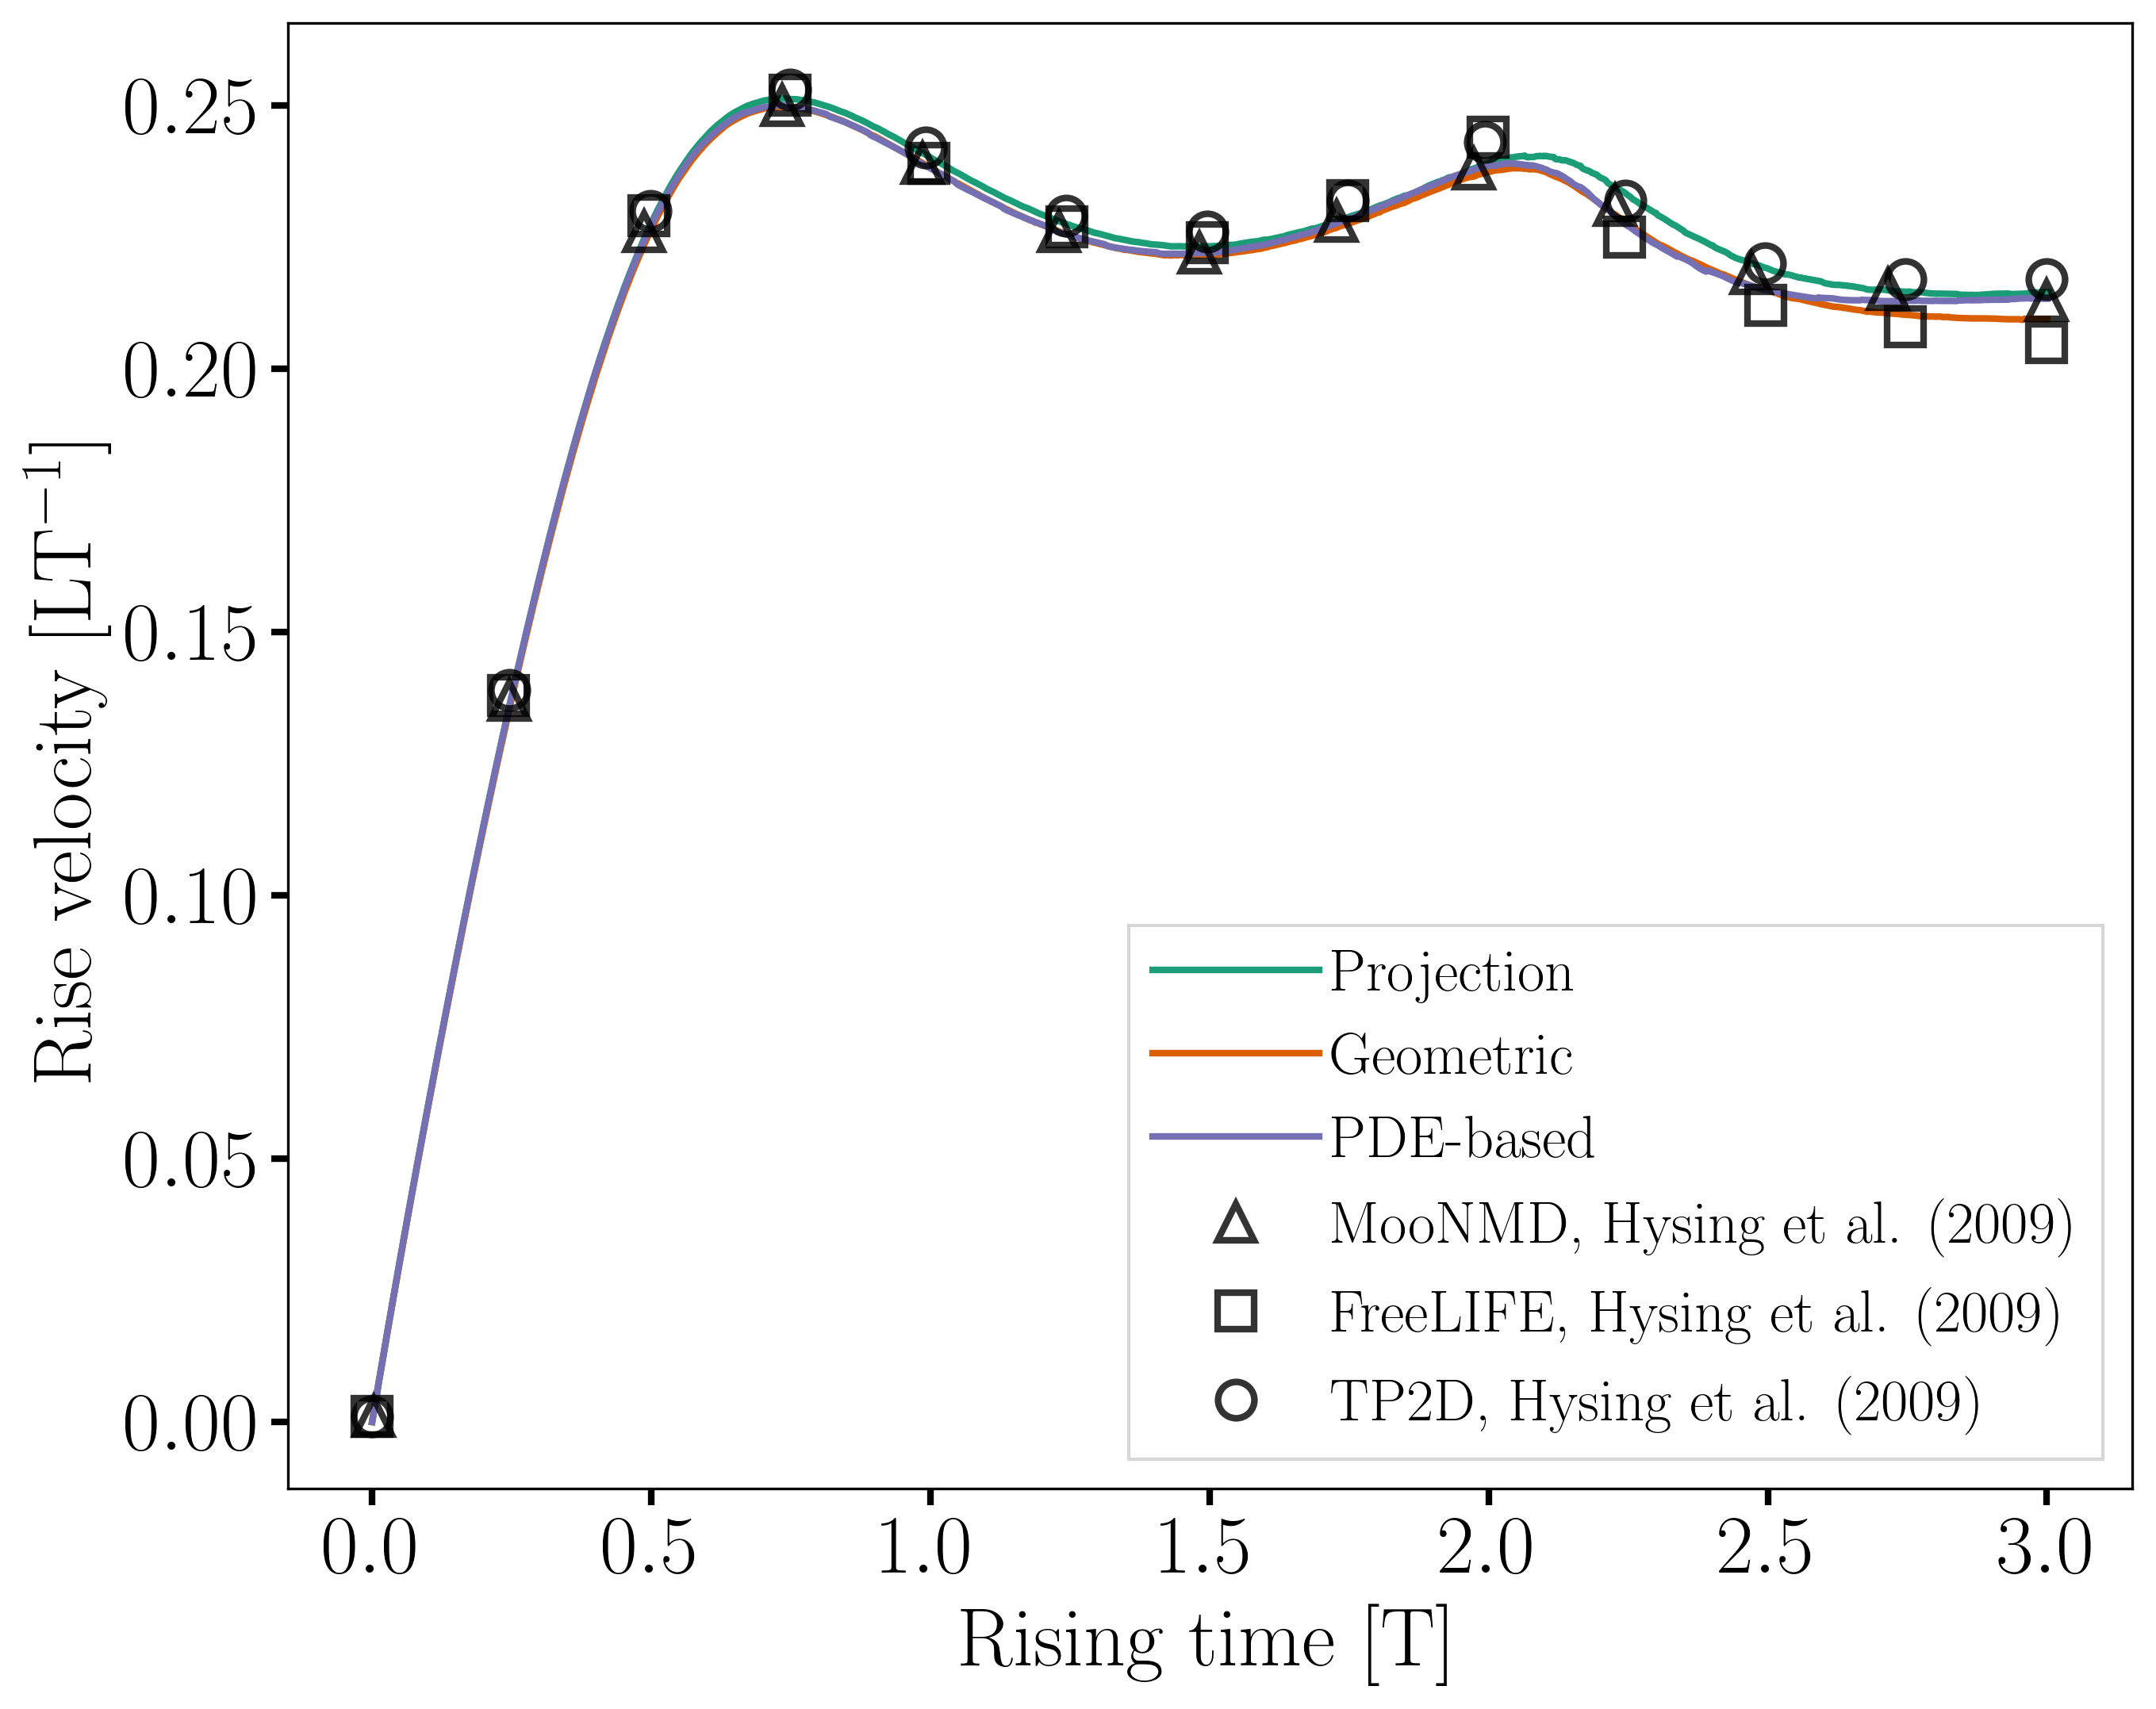 0.25
0.20
0.15
0.10
0.05
0.00
Rise velocity [LT⁻¹]
Projection
Geometric
PDE-based
MooNMD, Hysing et al. (2009)
FreeLIFE, Hysing et al. (2009)
TP2D, Hysing et al. (2009)
0.0 0.5 1.0 1.5 2.0 2.5 3.0
Rising time [T]